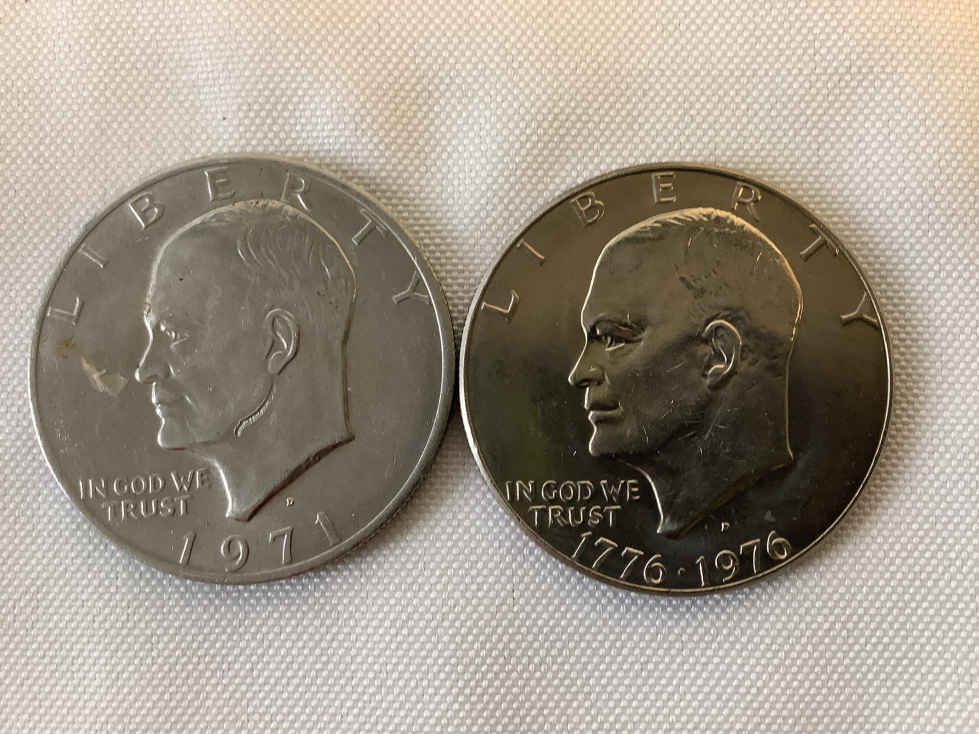 LIBERTY
IN GOD WE
TRUST
D
1971
LIBERTY
IN GOD WE
TRUST
D
1776 · 1976